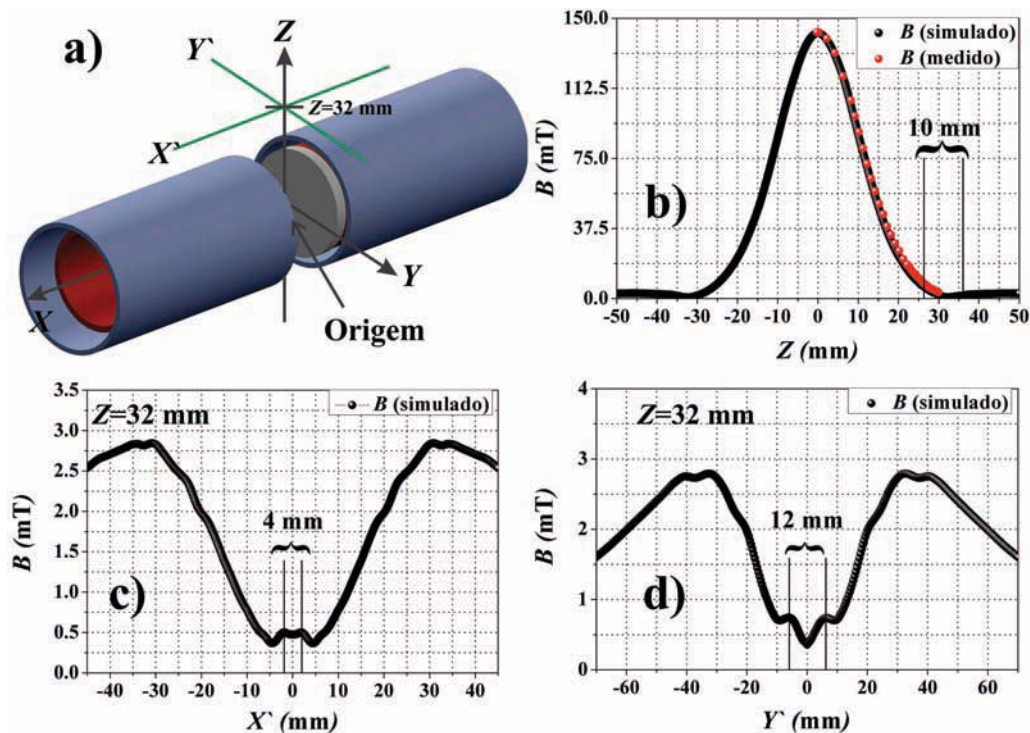 a)
Z
Y`
Z=32 mm
X`
X
Y
Origem
150.0
112.5
75.0
37.5
0.0
B (mT)
B (simulado)
B (medido)
10 mm
b)
-50 -40 -30 -20 -10 0 10 20 30 40 50
Z (mm)
3.5
3.0
2.5
2.0
1.5
1.0
0.5
0.0
B (mT)
Z=32 mm
B (simulado)
4 mm
c)
-40 -30 -20 -10 0 10 20 30 40
X` (mm)
4
3
2
1
0
B (mT)
Z=32 mm
B (simulado)
12 mm
d)
-60 -40 -20 0 20 40 60
Y` (mm)